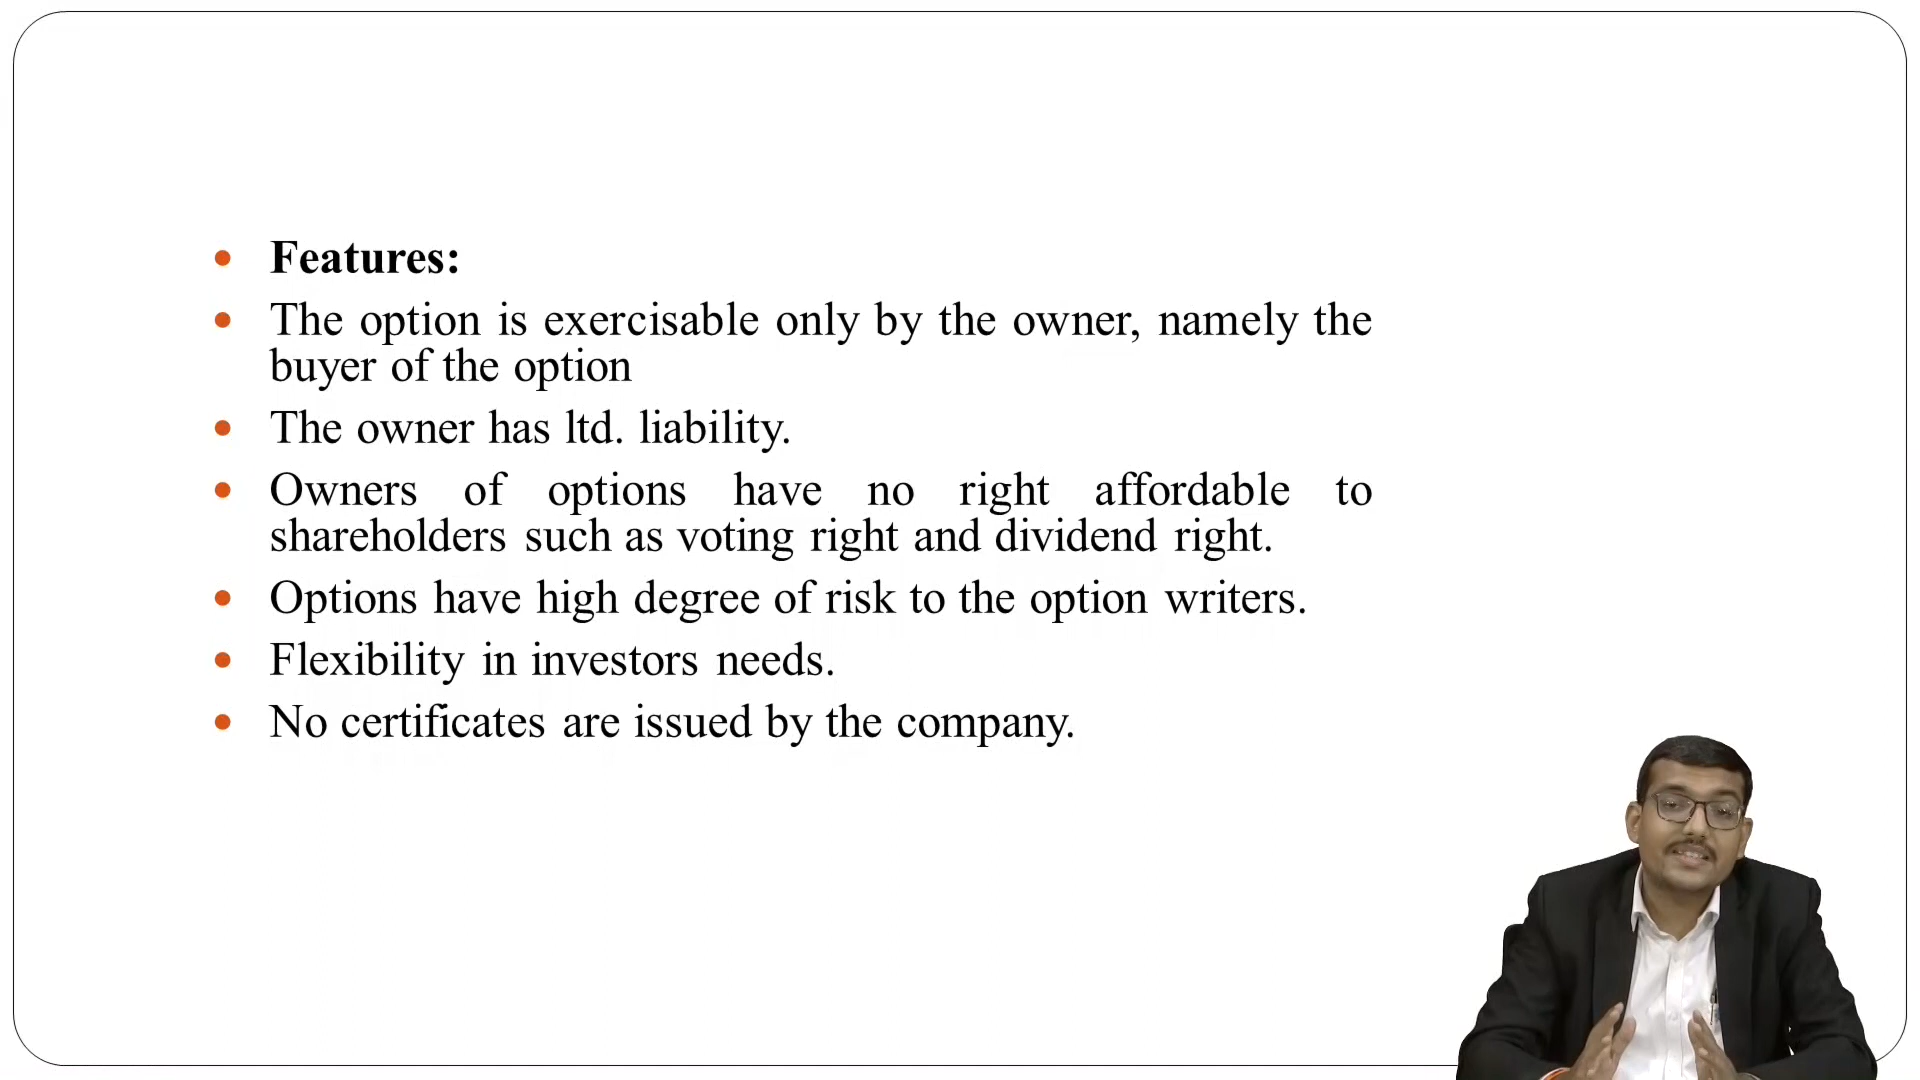 Features:
The option is exercisable only by the owner, namely the
buyer of the option
The owner has ltd. liability.
Owners of options have no right affordable to
shareholders such as voting right and dividend right.
Options have high degree of risk to the option writers.
Flexibility in investors needs.
No certificates are issued by the company.